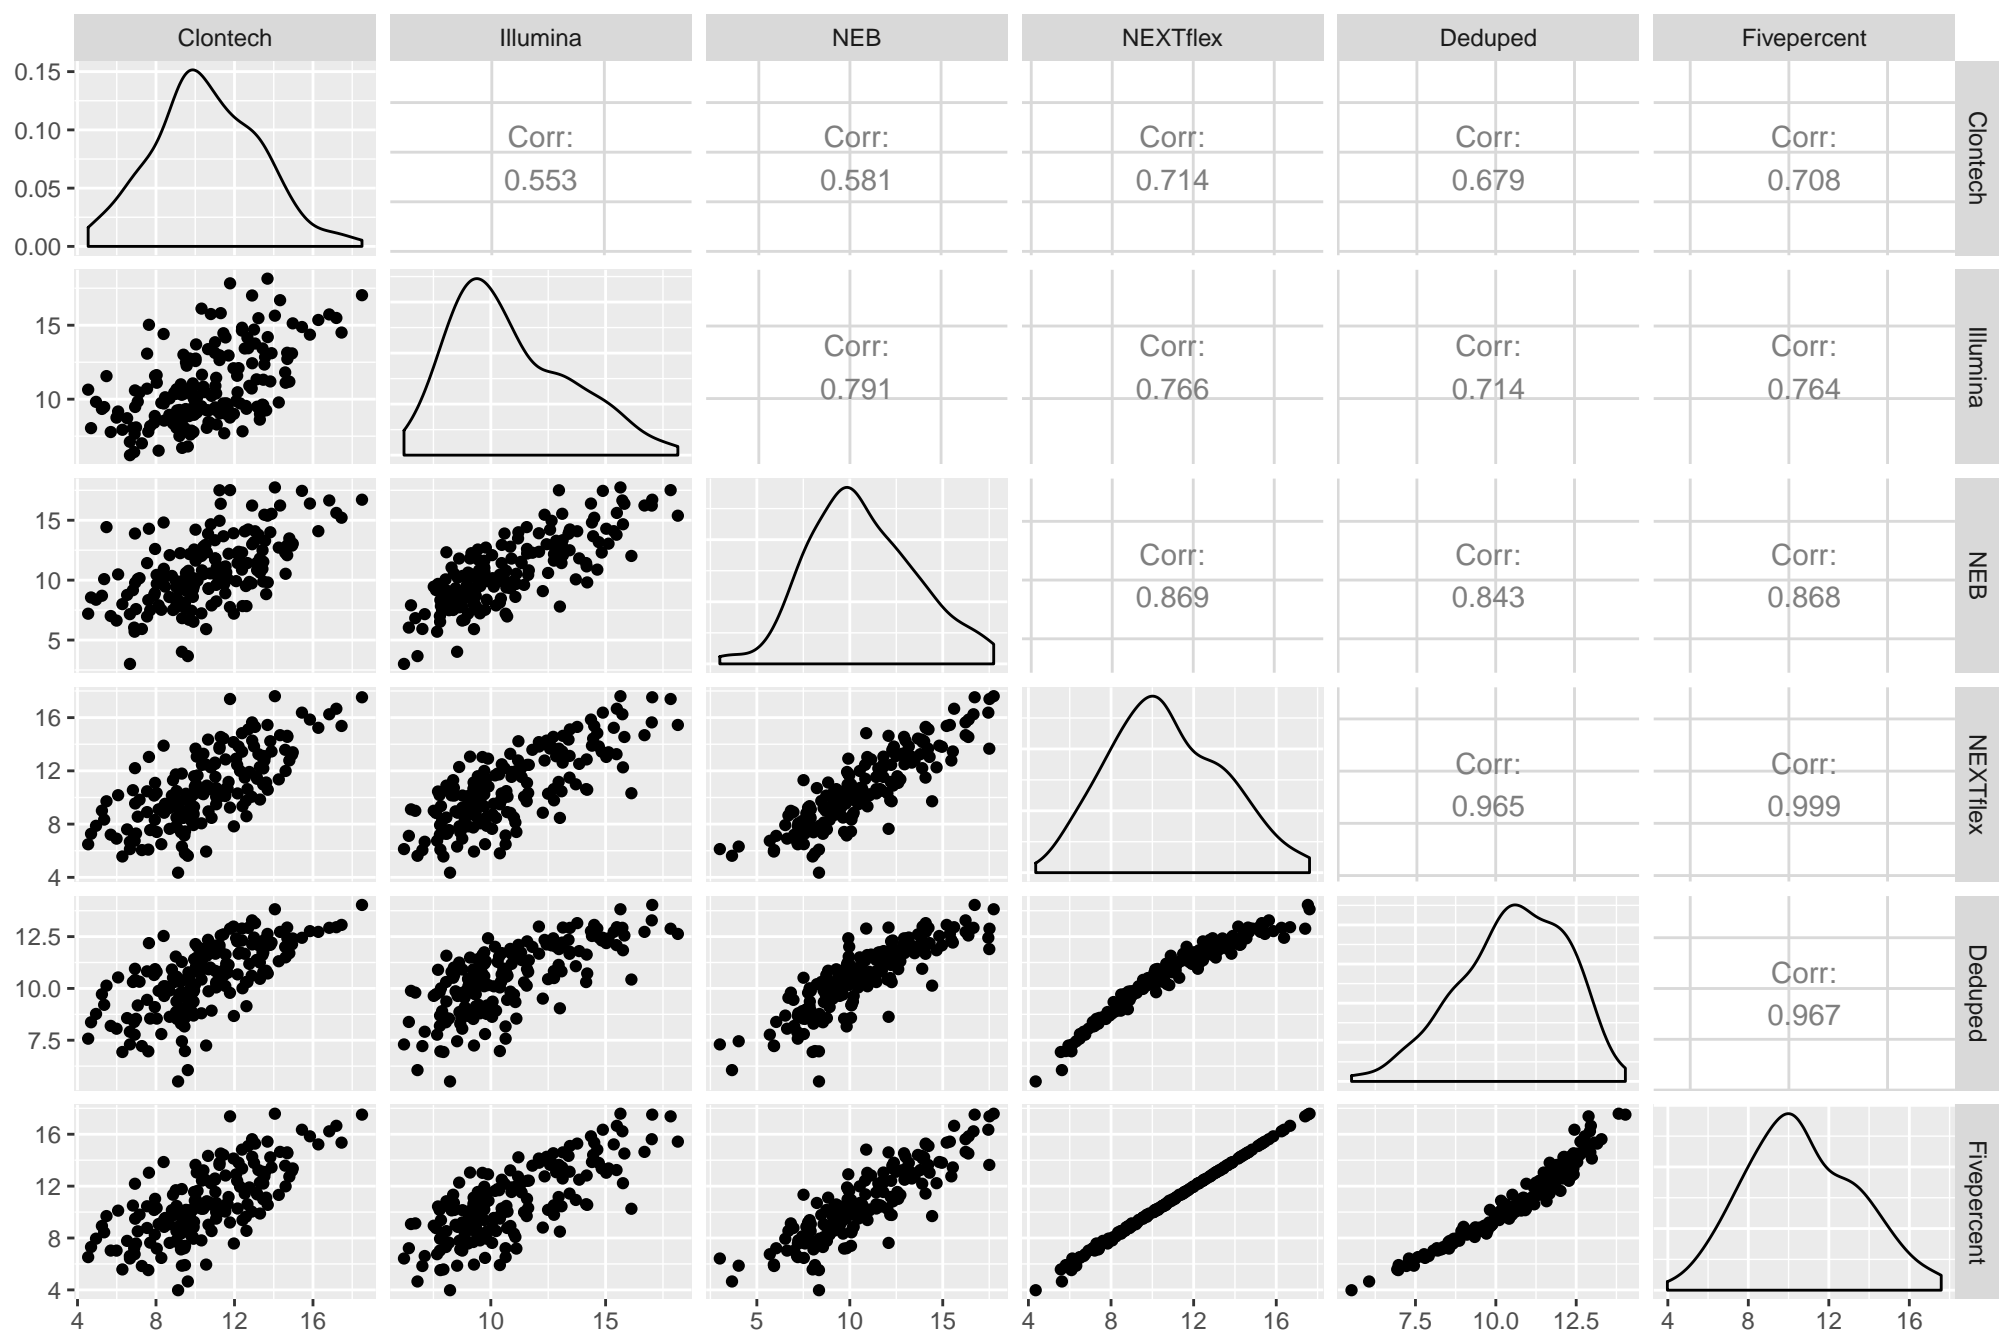 Clontech Illumina NEB NEXTflex Deduped Fivepercent
0.15
0.10
0.05
0.00
Corr: Corr: Corr: Corr: Corr:
0.553 0.581 0.714 0.679 0.708
Clontech
15
10
Corr: Corr: Corr: Corr:
0.791 0.766 0.714 0.764
Illumina
15
10
5
Corr: Corr: Corr:
0.869 0.843 0.868
NEB
16
12
8
4
Corr: Corr:
0.965 0.999
NEXTflex
12.5
10.0
7.5
Corr:
0.967
Deduped
16
12
8
4
Fivepercent
4 8 12 16 10 15 5 10 15 4 8 12 16 7.5 10.0 12.5 4 8 12 16